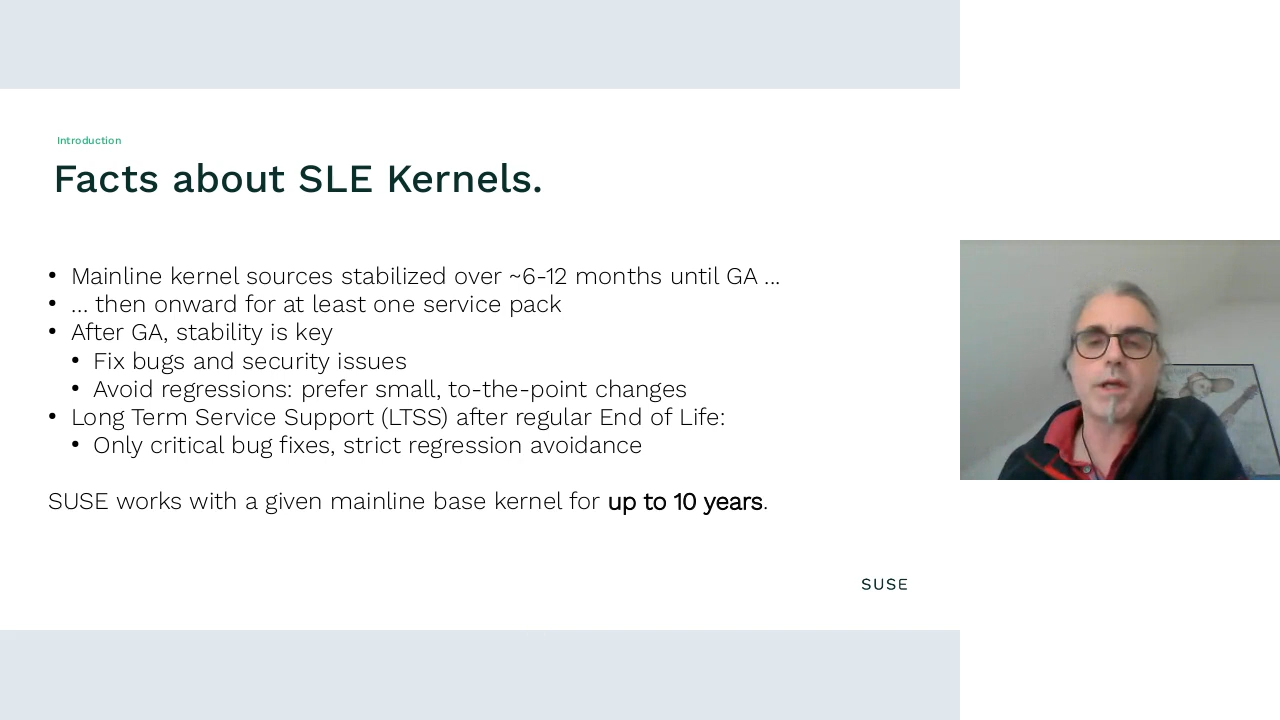 Introduction
Facts about SLE Kernels.
• Mainline kernel sources stabilized over ~6-12 months until GA ...
• ... then onward for at least one service pack
• After GA, stability is key
• Fix bugs and security issues
• Avoid regressions: prefer small, to-the-point changes
• Long Term Service Support (LTSS) after regular End of Life:
• Only critical bug fixes, strict regression avoidance
SUSE works with a given mainline base kernel for up to 10 years.
SUSE